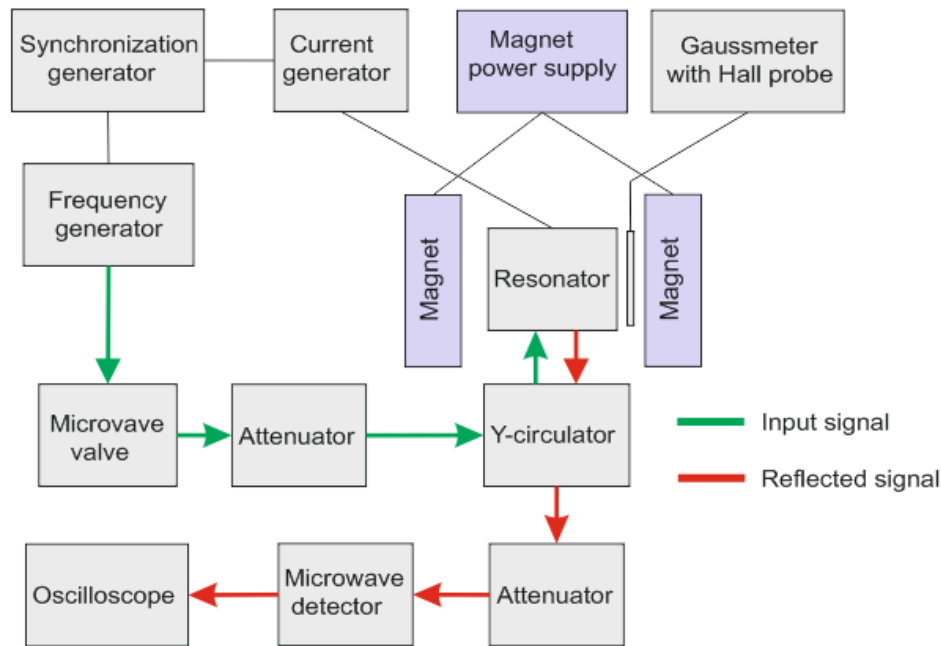 Synchronization
generator
Current
generator
Magnet
power supply
Gaussmeter
with Hall probe
Frequency
generator
Magnet
Resonator
Magnet
Microvave
valve
Attenuator
Y-circulator
Input signal
Reflected signal
Oscilloscope
Microwave
detector
Attenuator